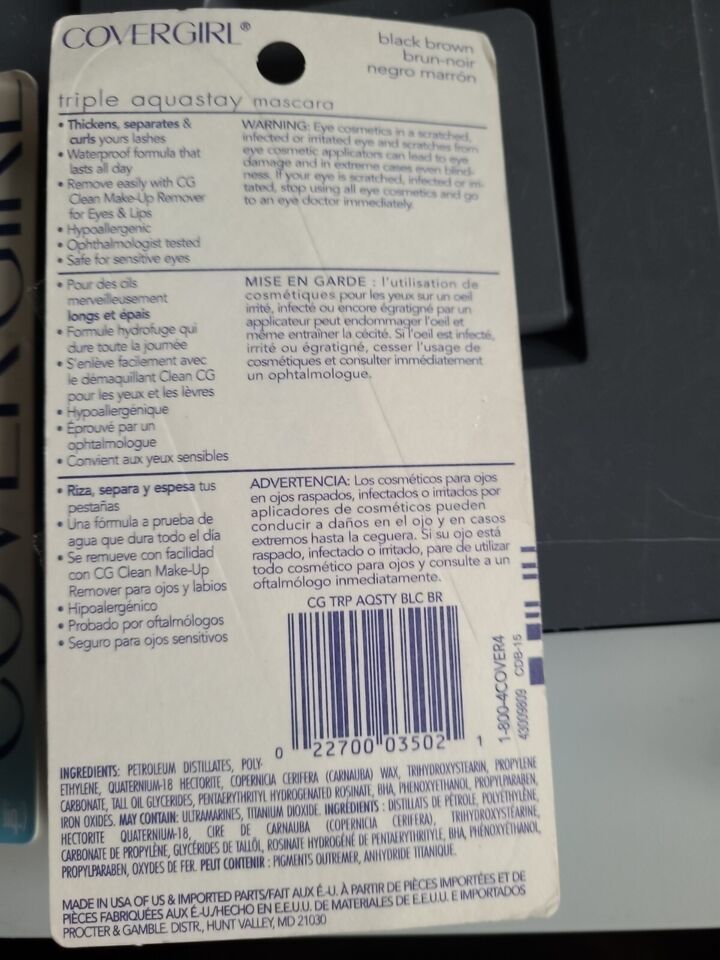 COVERGIRL®
black brown
brun-noir
negro marrón
triple aquastay mascara
• Thickens, separates &
curls yours lashes
• Waterproof formula that
lasts all day
• Remove easily with CG
Clean Make-Up Remover
for Eyes & Lips
• Hypoallergenic
• Ophthalmologist tested
• Safe for sensitive eyes
WARNING: Eye cosmetics in a scratched,
infected or irritated eye and scratches from
eye cosmetic applicators can lead to eye
damage and in extreme cases even blind-
ness. If your eye is scratched, infected or irri-
tated, stop using all eye cosmetics and go
to an eye doctor immediately.
• Pour des cils
merveilleusement
longs et épais
• Formule hydrofuge qui
dure toute la journée
• S'enlève facilement avec
le démaquillant Clean CG
pour les yeux et les lèvres
• Hypoallergénique
• Éprouvé par un
ophtalmologue
• Convient aux yeux sensibles
MISE EN GARDE : l'utilisation de
cosmétiques pour les yeux sur un oeil
irrité, infecté ou encore égratigné par un
applicateur peut endommager l'oeil et
même entraîner la cécité. Si l'oeil est infecté,
irrité ou égratigné, cesser l'usage de
cosmétiques et consulter immédiatement
un ophtalmologue.
• Riza, separa y espesa tus
pestañas
• Una fórmula a prueba de
agua que dura todo el día
• Se remueve con facilidad
con CG Clean Make-Up
Remover para ojos y labios
• Hipoalergénico
• Probado por oftalmólogos
• Seguro para ojos sensitivos
ADVERTENCIA: Los cosméticos para ojos
en ojos raspados, infectados o irritados por
aplicadores de cosméticos pueden
conducir a daños en el ojo y en casos
extremos hasta la ceguera. Si su ojo está
raspado, infectado o irritado, pare de utilizar
todo cosmético para ojos y consulte a un
oftalmólogo inmediatamente.
CG TRP AQSTY BLC BR
0 22700 03502 1
1-800-4COVER4
43009809 CDB-15
INGREDIENTS: PETROLEUM DISTILLATES, POLY-
ETHYLENE, QUATERNIUM-18 HECTORITE, COPERNICIA CERIFERA (CARNAUBA) WAX, TRIHYDROXYSTEARIN, PROPYLENE
CARBONATE, TALL OIL GLYCERIDES, PENTAERYTHRITYL HYDROGENATED ROSINATE, BHA, PHENOXYETHANOL, PROPYLPARABEN,
IRON OXIDES. MAY CONTAIN: ULTRAMARINES, TITANIUM DIOXIDE. INGRÉDIENTS : DISTILLATS DE PÉTROLE, POLYÉTHYLÈNE,
HECTORITE QUATERNIUM-18, CIRE DE CARNAUBA (COPERNICIA CERIFERA), TRIHYDROXYSTÉARINE,
CARBONATE DE PROPYLÈNE, GLYCÉRIDES DE TALLÖL, ROSINATE HYDROGÉNÉ DE PENTAERYTHRITYLE, BHA, PHÉNOXYÉTHANOL,
PROPYLPARABEN, OXYDES DE FER. PEUT CONTENIR : PIGMENTS OUTREMER, ANHYDRIDE TITANIQUE.
MADE IN USA OF US & IMPORTED PARTS/FAIT AUX É.-U. À PARTIR DE PIÈCES IMPORTÉES ET DE
PIÈCES FABRIQUÉES AUX É.-U./HECHO EN E.E.U.U. DE MATERIALES DE E.E.U.U. E IMPORTADOS
PROCTER & GAMBLE. DISTR., HUNT VALLEY, MD 21030